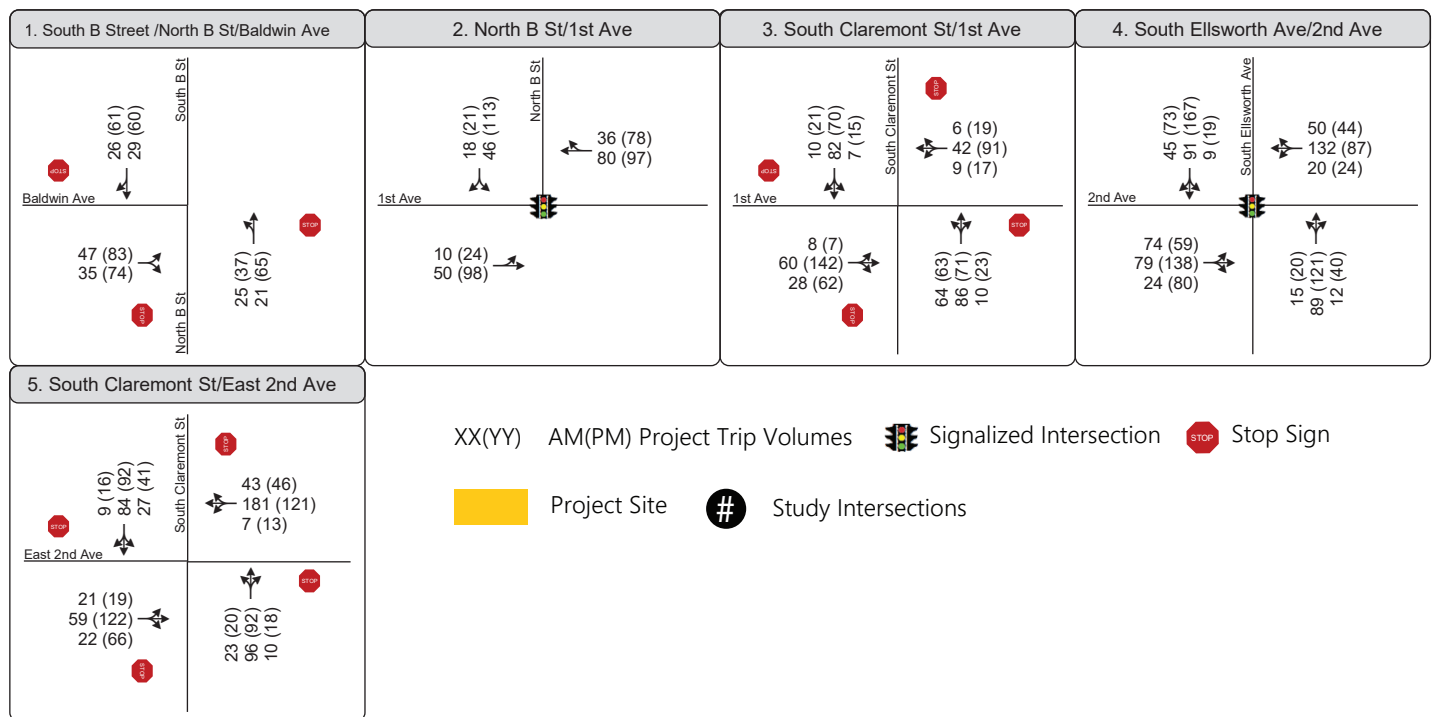 1. South B Street /North B St/Baldwin Ave
South B St
26 (61)
29 (60)
STOP
Baldwin Ave
47 (83)
35 (74)
STOP
North B St
25 (37)
21 (65)
STOP
2. North B St/1st Ave
North B St
18 (21)
46 (113)
36 (78)
80 (97)
1st Ave
10 (24)
50 (98)
3. South Claremont St/1st Ave
South Claremont St
STOP
10 (21)
82 (70)
7 (15)
6 (19)
42 (91)
9 (17)
STOP
1st Ave
8 (7)
60 (142)
28 (62)
STOP
64 (63)
86 (71)
10 (23)
STOP
4. South Ellsworth Ave/2nd Ave
South Ellsworth Ave
45 (73)
91 (167)
9 (19)
50 (44)
132 (87)
20 (24)
2nd Ave
74 (59)
79 (138)
24 (80)
15 (20)
89 (121)
12 (40)
5. South Claremont St/East 2nd Ave
South Claremont St
STOP
9 (16)
84 (92)
27 (41)
43 (46)
181 (121)
7 (13)
STOP
East 2nd Ave
21 (19)
59 (122)
22 (66)
STOP
23 (20)
96 (92)
10 (18)
STOP
XX(YY) AM(PM) Project Trip Volumes
Signalized Intersection
STOP Stop Sign
Project Site
# Study Intersections